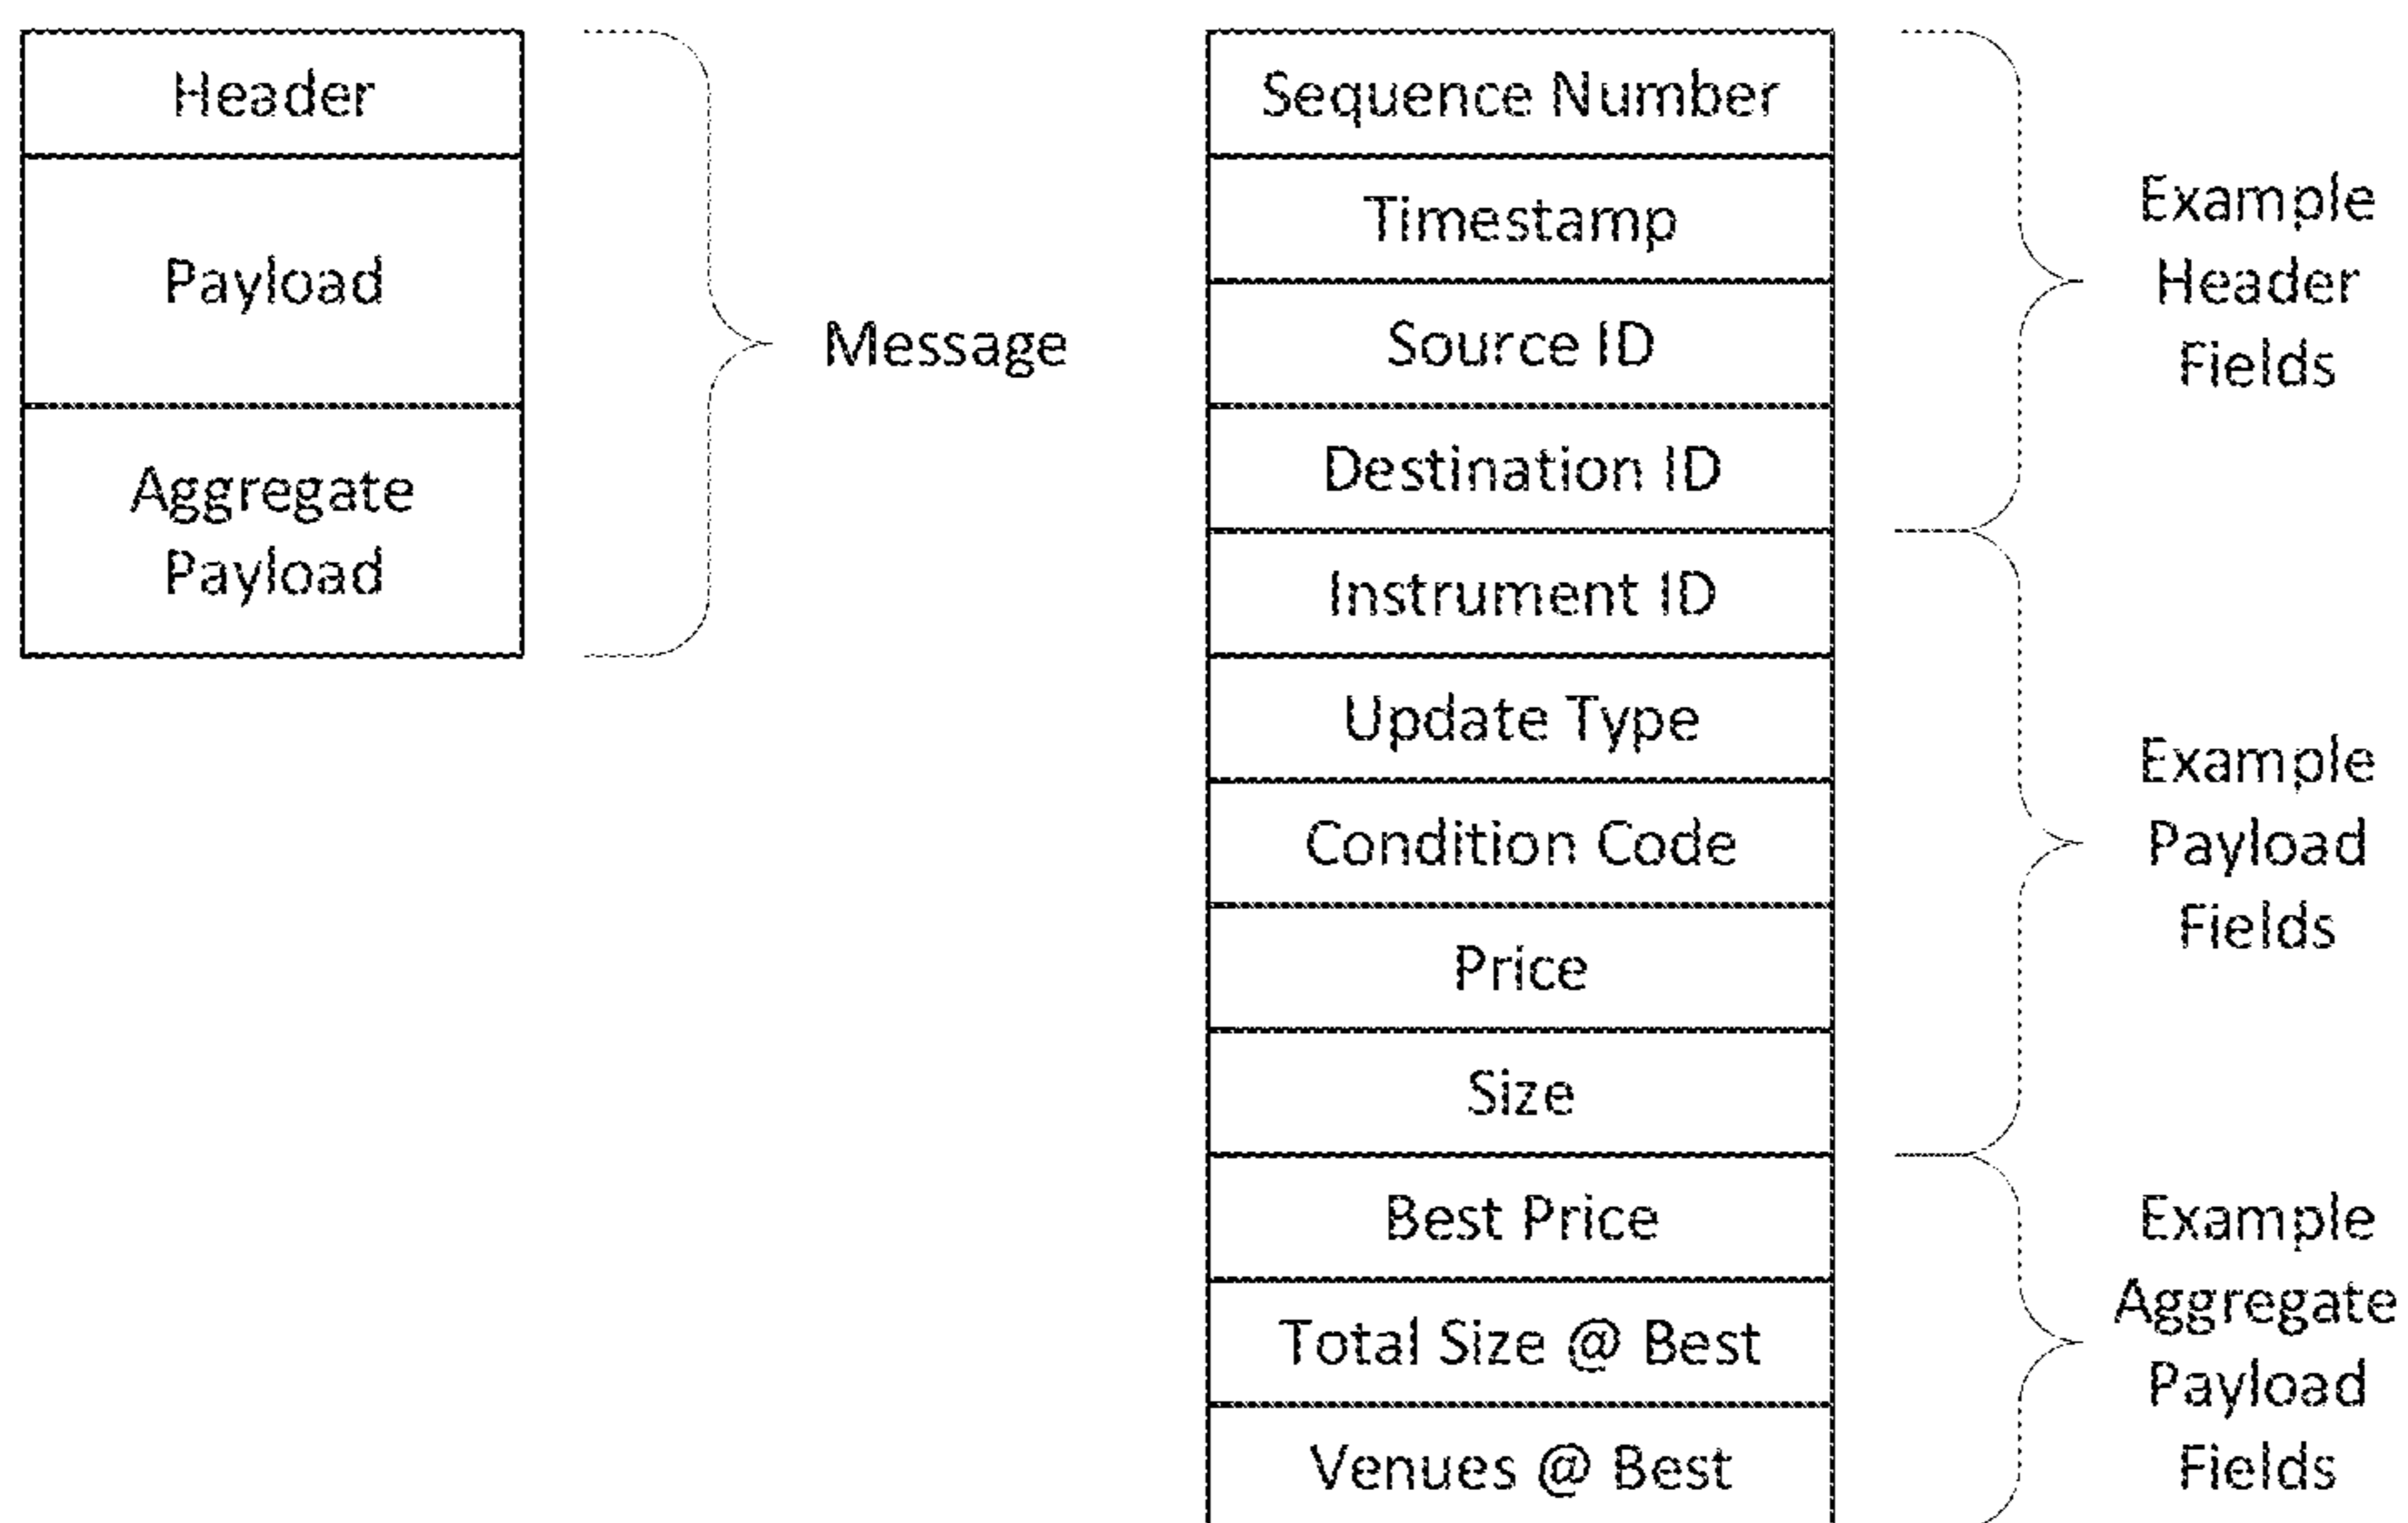 Header
Payload
Aggregate
Payload
Message
Sequence Number
Timestamp
Source ID
Destination ID
Instrument ID
Update Type
Condition Code
Price
Size
Best Price
Total Size @ Best
Venues @ Best
Example
Header
Fields
Example
Payload
Fields
Example
Aggregate
Payload
Fields